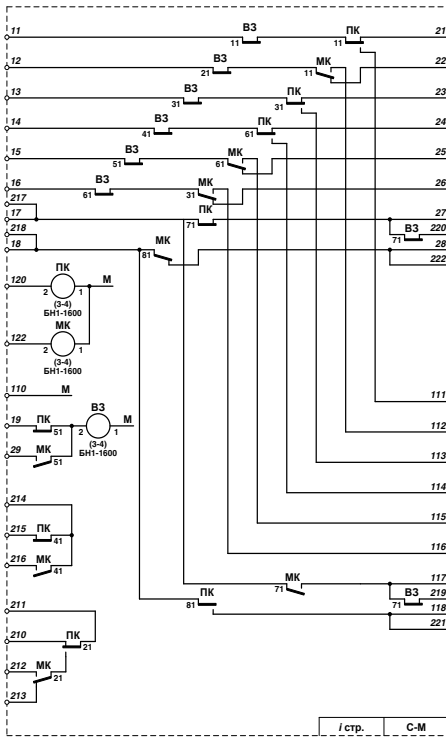 11 ВЗ 11 ПК 11 21
12 ВЗ 21 МК 11 22
13 ВЗ 31 ПК 31 23
14 ВЗ 41 ПК 61 24
15 ВЗ 51 МК 61 25
16 ВЗ 61 МК 31 26
217 ПК
17 71 27
218 ВЗ 71 220
18 МК 81 28
222
120 ПК 2 1 М
(3-4)
БН1-1600
МК
122 2 1
(3-4)
БН1-1600
110 М
111
19 ПК 51 ВЗ 2 1 М
112
(3-4)
БН1-1600
29 МК 51
113
214
114
215 ПК 41
115
216 МК 41
116
МК 71 117
ВЗ 71 219
211 ПК 81 118
221
210 ПК 21
212 МК 21
213
i стр. С-М